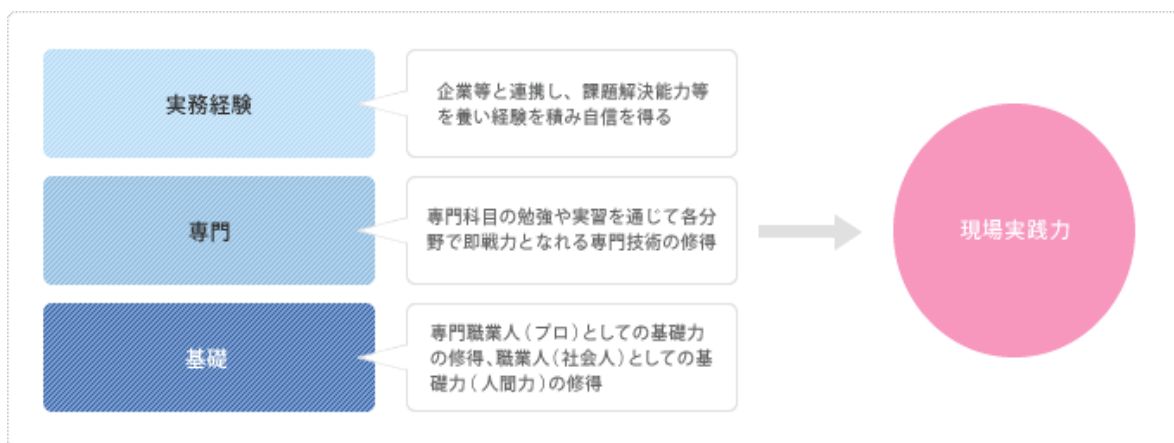 実務経験
企業等と連携し、課題解決能力等
を養い経験を積み自信を得る
専門
専門科目の勉強や実習を通じて各分
野で即戦力となれる専門技術の修得
現場実践力
基礎
専門職業人（プロ）としての基礎力
の修得、職業人（社会人）としての基
礎力（人間力）の修得